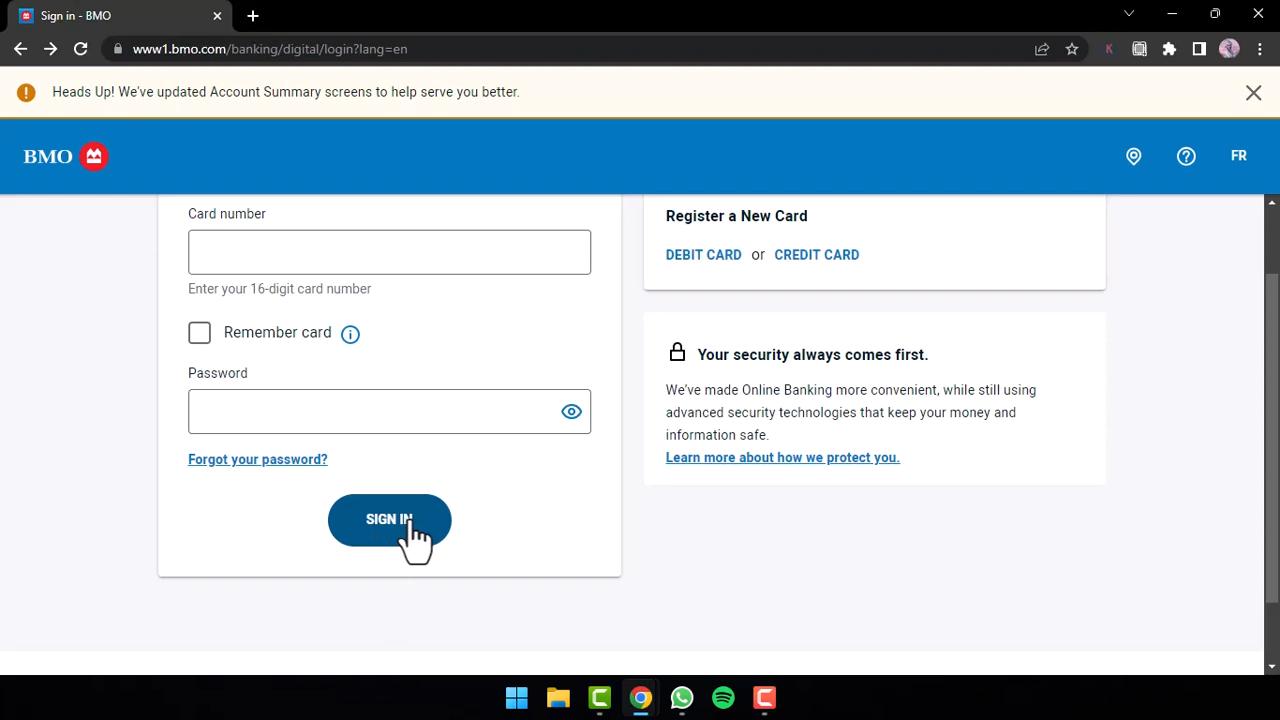 Sign in - BMO
www1.bmo.com/banking/digital/login?lang=en
K
Heads Up! We've updated Account Summary screens to help serve you better.
BMO
FR
Card number
Enter your 16-digit card number
Remember card
Password
Forgot your password?
SIGN IN
Register a New Card
DEBIT CARD or CREDIT CARD
Your security always comes first.
We've made Online Banking more convenient, while still using
advanced security technologies that keep your money and
information safe.
Learn more about how we protect you.